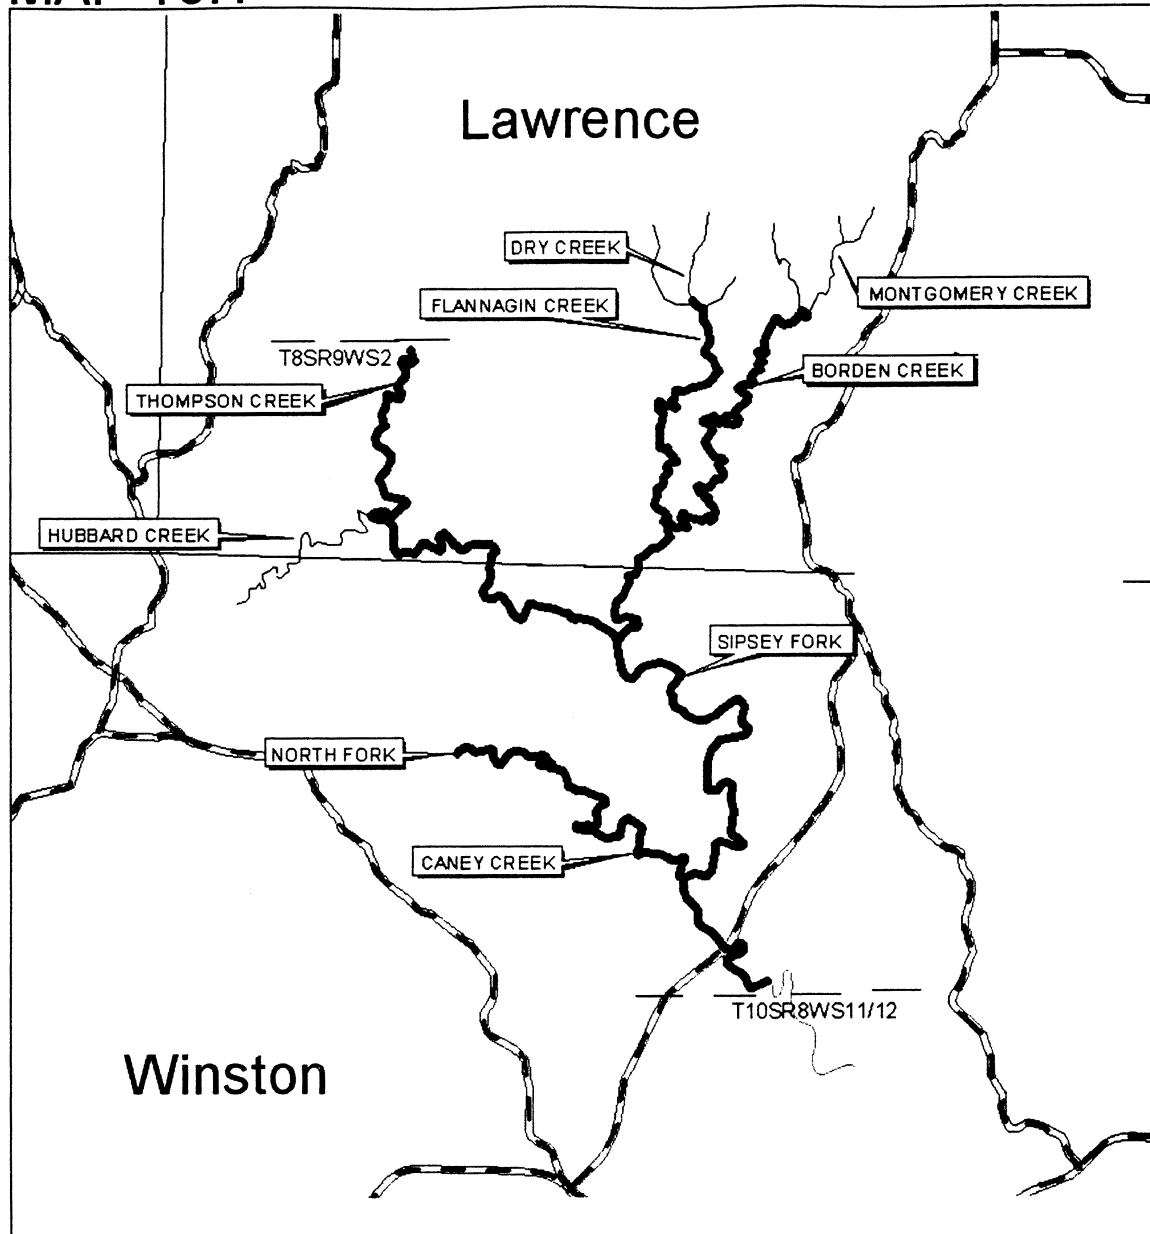 Lawrence
DRY CREEK
FLANNAGIN CREEK
MONTGOMERY CREEK
T8SR9WS2
BORDEN CREEK
THOMPSON CREEK
HUBBARD CREEK
SIPSEY FORK
NORTH FORK
CANEY CREEK
T10SR8WS11/12
Winston